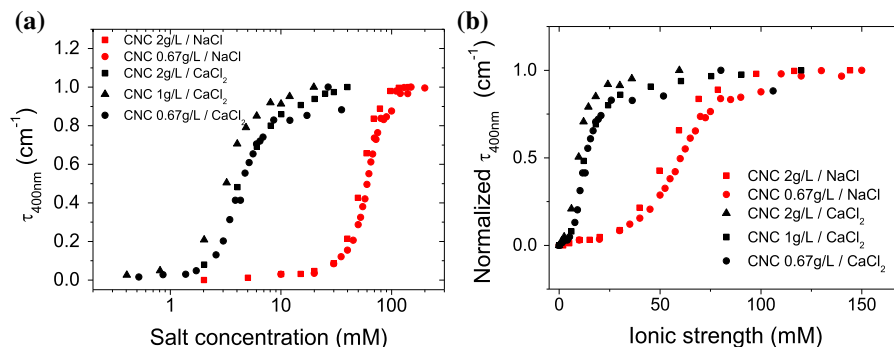 (a)
CNC 2g/L / NaCl
CNC 0.67g/L / NaCl
CNC 2g/L / CaCl2
CNC 1g/L / CaCl2
CNC 0.67g/L / CaCl2
1.2
1.0
0.8
0.6
0.4
0.2
0.0
τ400nm (cm-1)
1 10 100
Salt concentration (mM)
(b)
CNC 2g/L / NaCl
CNC 0.67g/L / NaCl
CNC 2g/L / CaCl2
CNC 1g/L / CaCl2
CNC 0.67g/L / CaCl2
1.0
0.5
0.0
Normalized τ400nm (cm-1)
0 50 100 150
Ionic strength (mM)